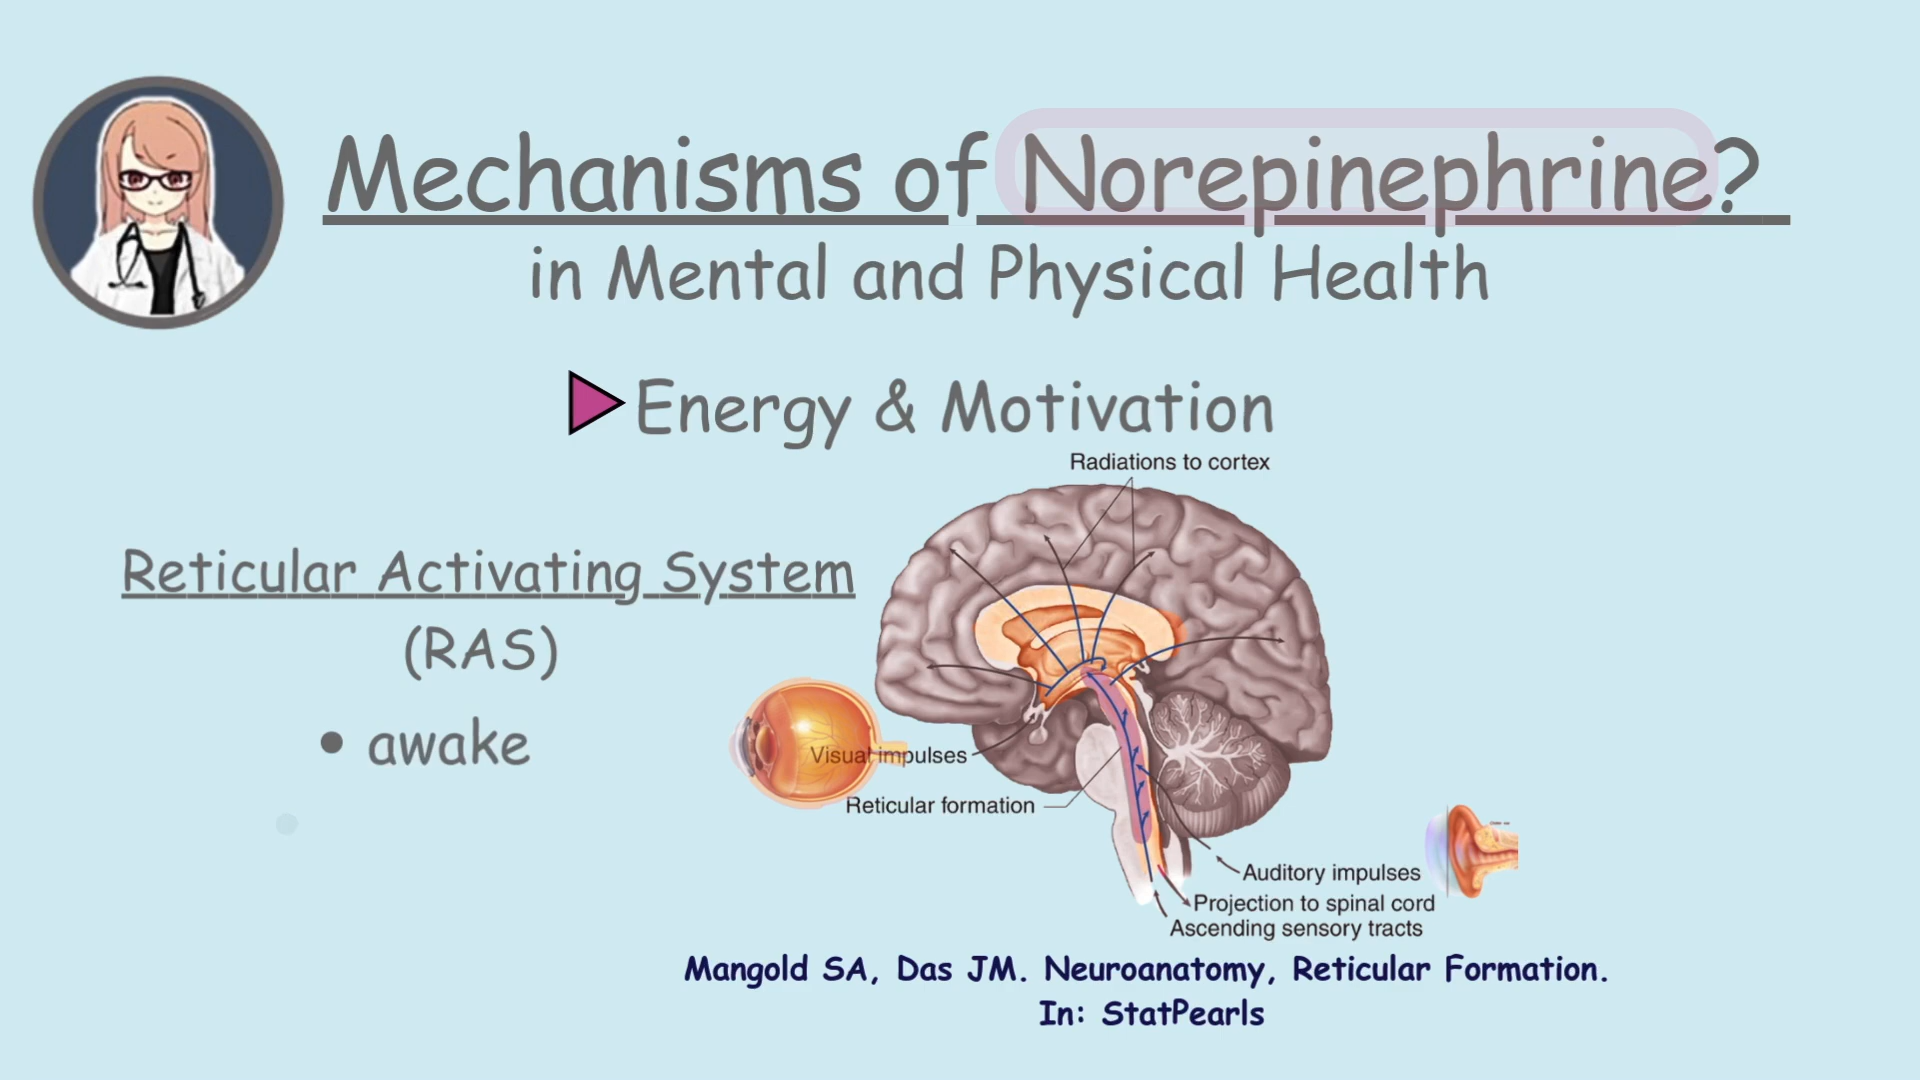 Mechanisms of Norepinephrine?
in Mental and Physical Health
Energy & Motivation
Radiations to cortex
Reticular Activating System
(RAS)
• awake
Visual impulses
Reticular formation
Auditory impulses
Projection to spinal cord
Ascending sensory tracts
Mangold SA, Das JM. Neuroanatomy, Reticular Formation.
In: StatPearls